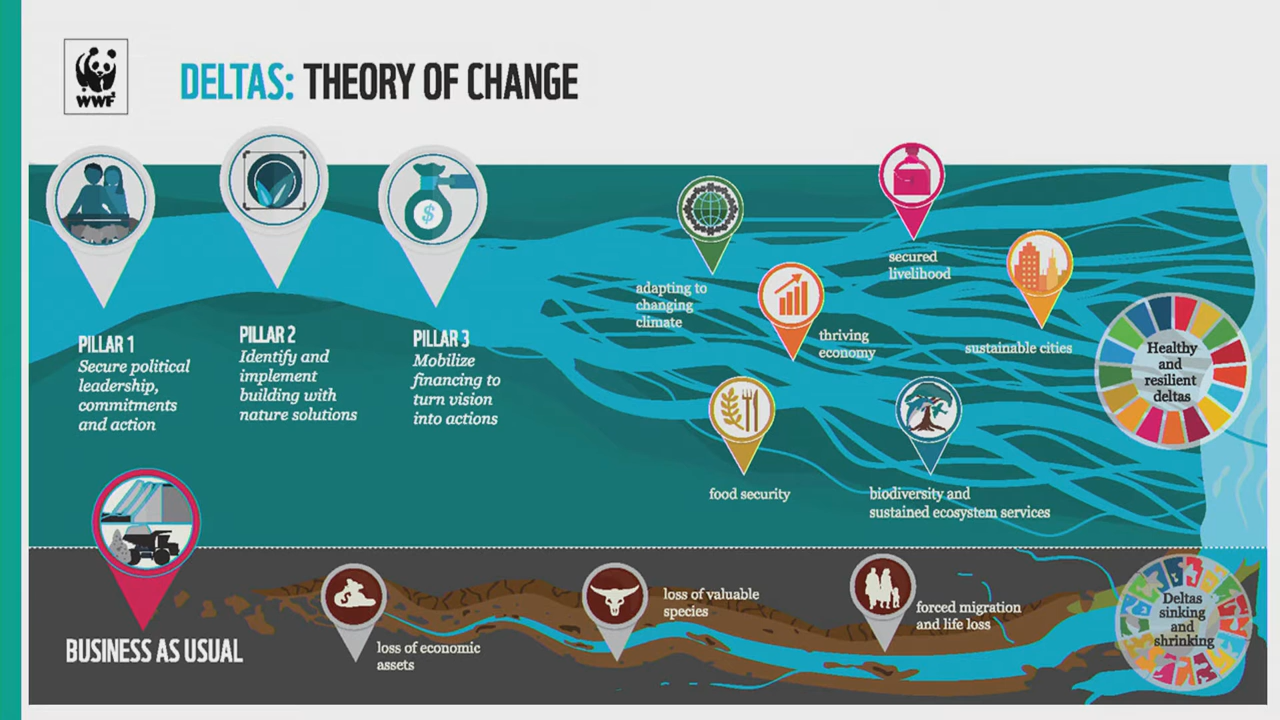 WWF
DELTAS: THEORY OF CHANGE
PILLAR 1
Secure political
leadership,
commitments
and action
PILLAR 2
Identify and
implement
building with
nature solutions
PILLAR 3
Mobilize
financing to
turn vision
into actions
$
adapting to
changing
climate
thriving
economy
secured
livelihood
sustainable cities
food security
biodiversity and
sustained ecosystem services
Healthy
and
resilient
deltas
BUSINESS AS USUAL
loss of economic
assets
loss of valuable
species
forced migration
and life loss
Deltas
sinking
and
shrinking